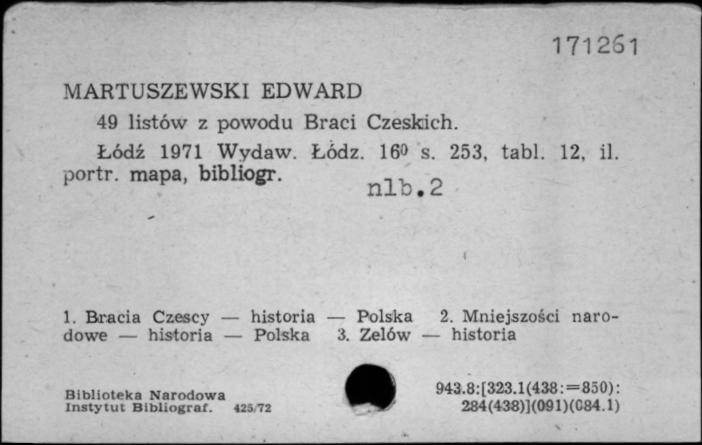 171261
MARTUSZEWSKI EDWARD
49 listów z powodu Braci Czeskich.
Łódź 1971 Wydaw. Łódz. 16⁰ s. 253, tabl. 12, il.
portr. mapa, bibliogr.
nlb.2
1. Bracia Czescy — historia — Polska 2. Mniejszości naro-
dowe — historia — Polska 3. Zelów — historia
943.8:[323.1(438:=850):
Biblioteka Narodowa
Instytut Bibliograf. 425/72
284(438)](091)(084.1)